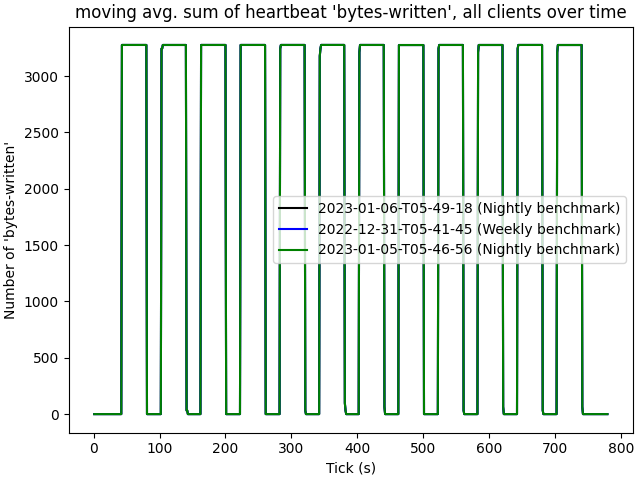 moving avg. sum of heartbeat 'bytes-written', all clients over time
Number of 'bytes-written'
3000
2500
2000
1500
1000
500
0
2023-01-06-T05-49-18 (Nightly benchmark)
2022-12-31-T05-41-45 (Weekly benchmark)
2023-01-05-T05-46-56 (Nightly benchmark)
0 100 200 300 400 500 600 700 800
Tick (s)